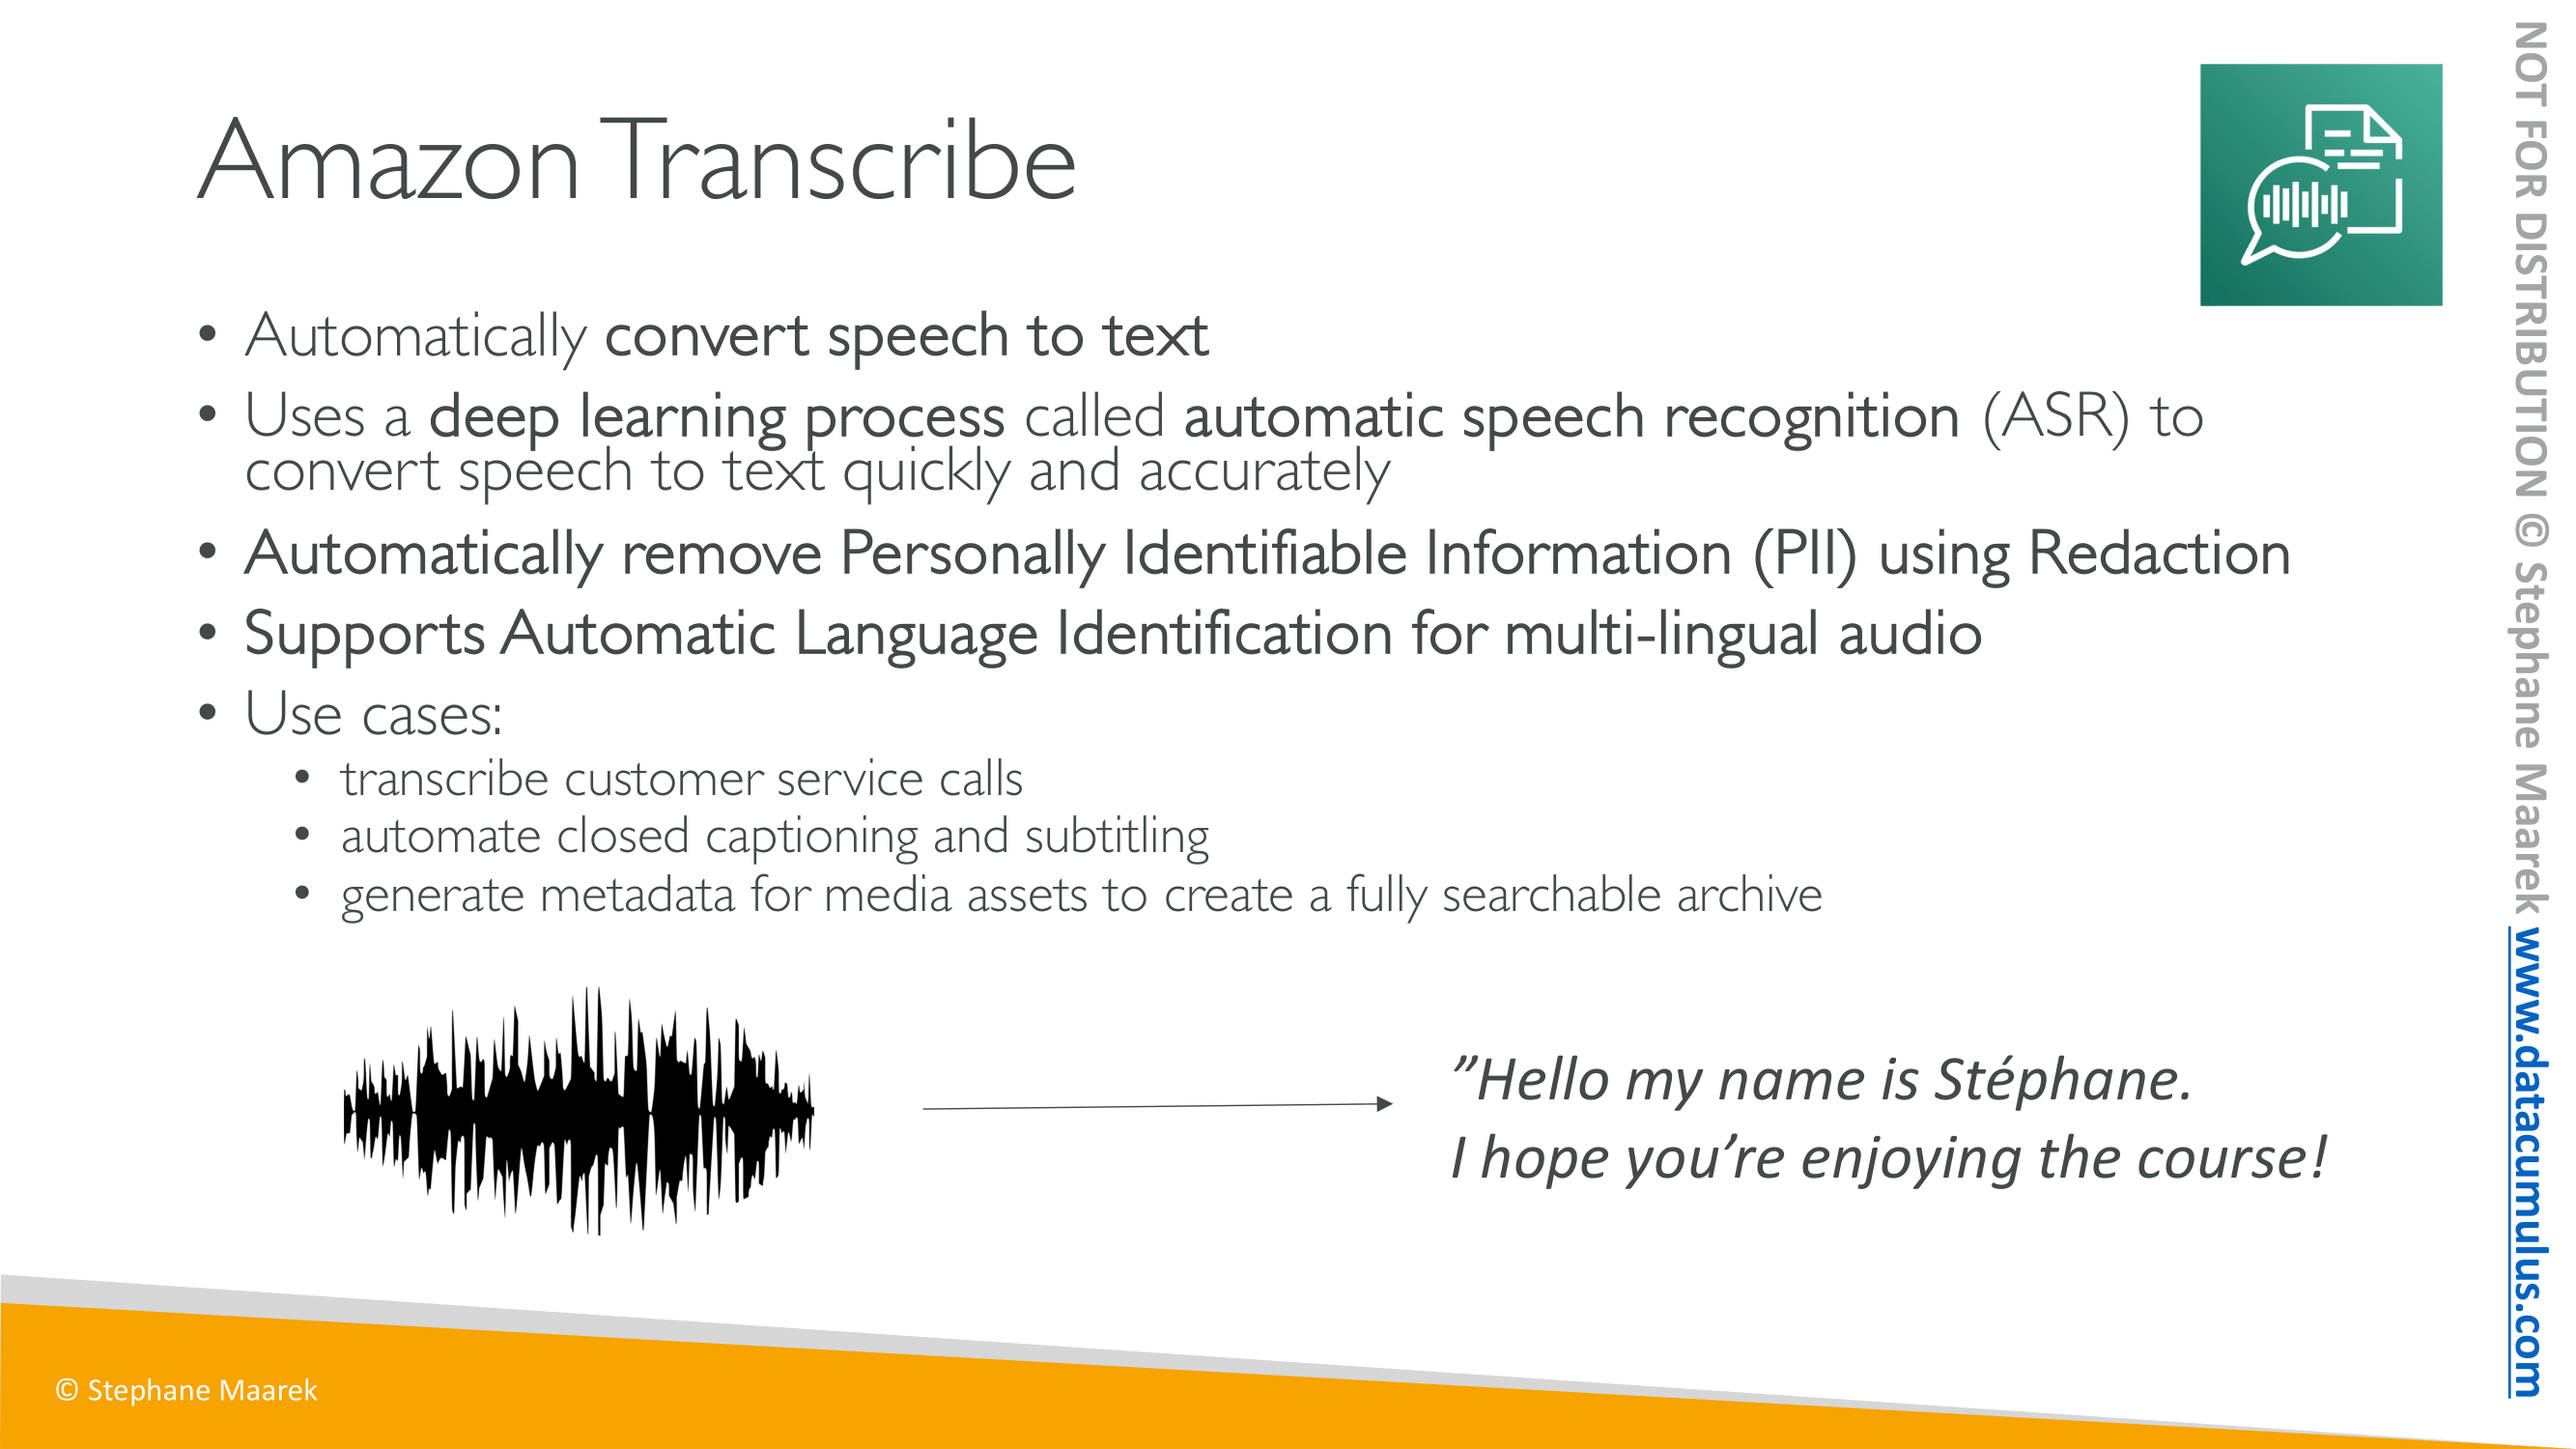 Amazon Transcribe
• Automatically convert speech to text
• Uses a deep learning process called automatic speech recognition (ASR) to
convert speech to text quickly and accurately
• Automatically remove Personally Identifiable Information (PII) using Redaction
• Supports Automatic Language Identification for multi-lingual audio
• Use cases:
• transcribe customer service calls
• automate closed captioning and subtitling
• generate metadata for media assets to create a fully searchable archive
”Hello my name is Stéphane.
I hope you’re enjoying the course!
© Stephane Maarek
NOT FOR DISTRIBUTION © Stephane Maarek www.datacumulus.com